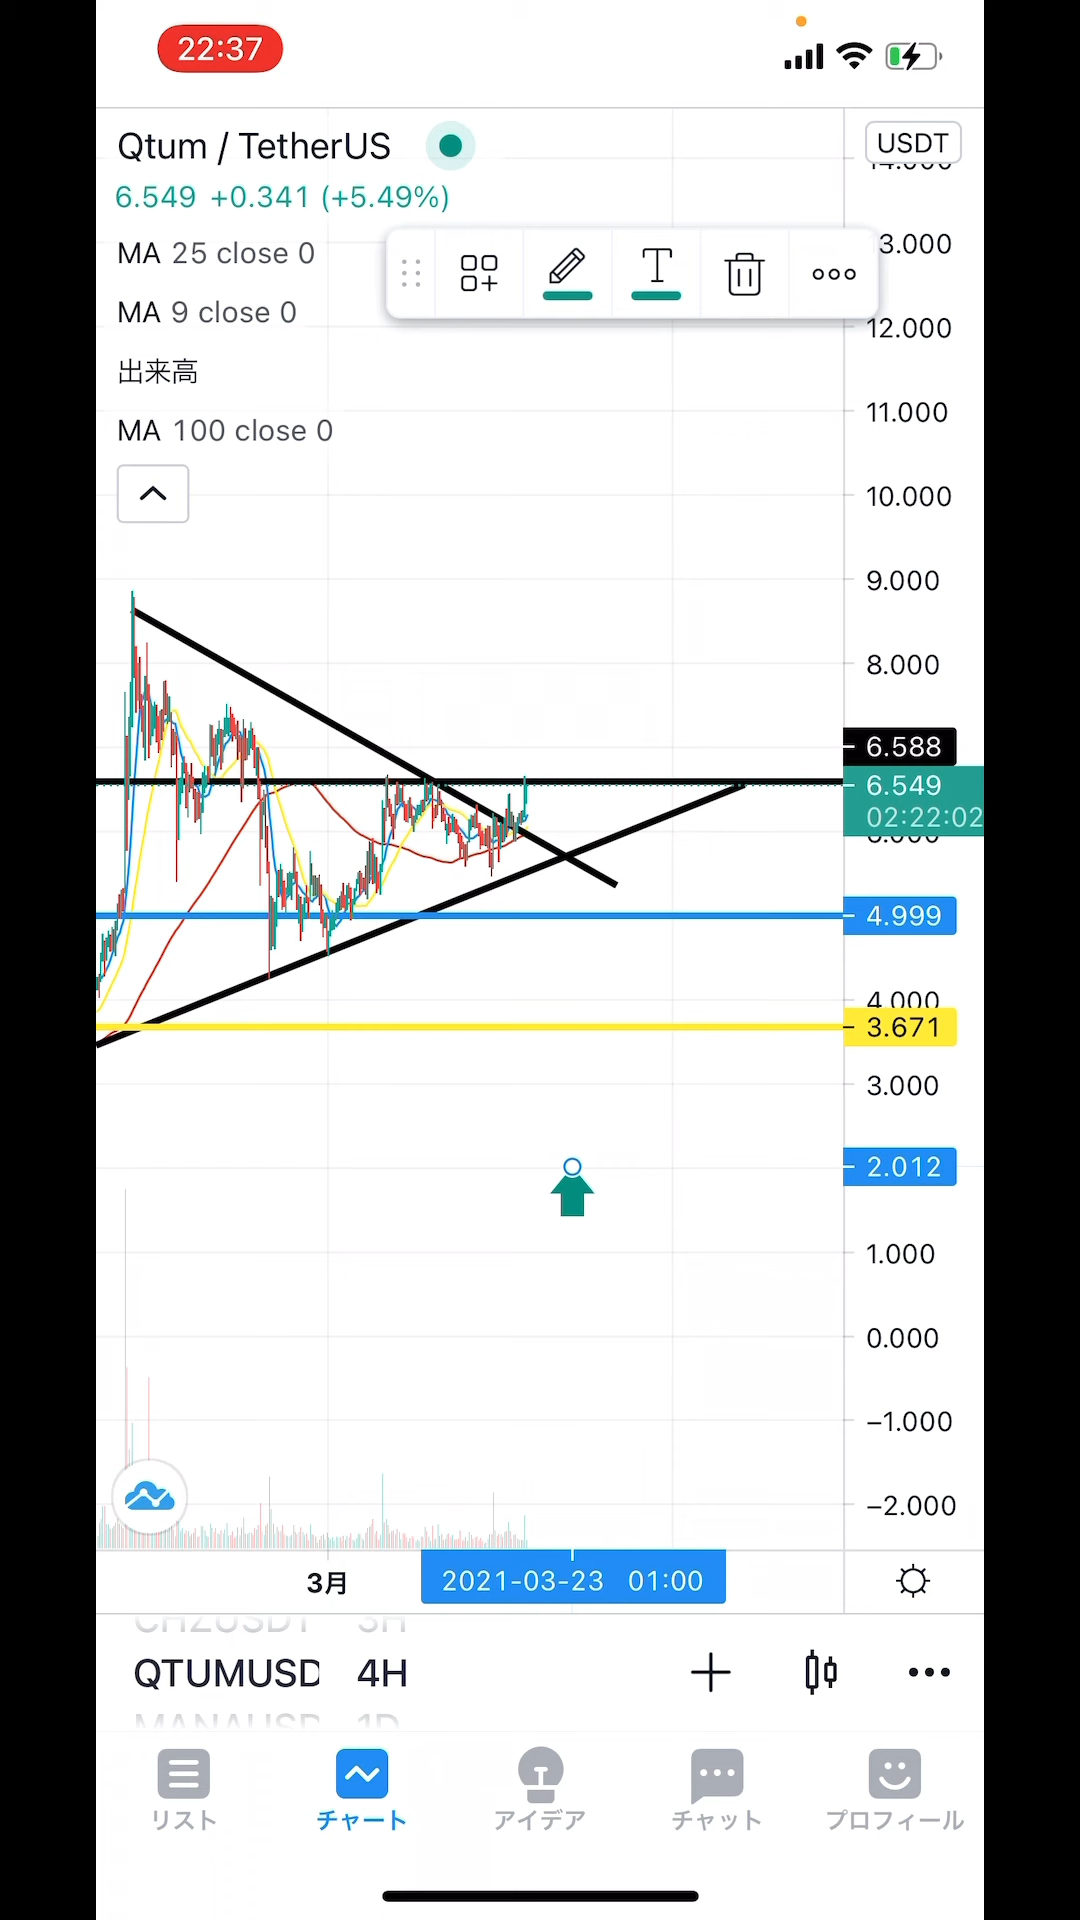 22:37
Qtum / TetherUS
USDT
6.549 +0.341 (+5.49%)
MA 25 close 0
MA 9 close 0
出来高
MA 100 close 0
T
3.000
12.000
11.000
10.000
9.000
8.000
6.588
6.549
02:22:02
4.999
4.000
3.671
3.000
2.012
1.000
0.000
−1.000
−2.000
3月
2021-03-23 01:00
CHZUSDT 3H
QTUMUSD 4H
MANAUSD 1D
リスト
チャート
アイデア
チャット
プロフィール